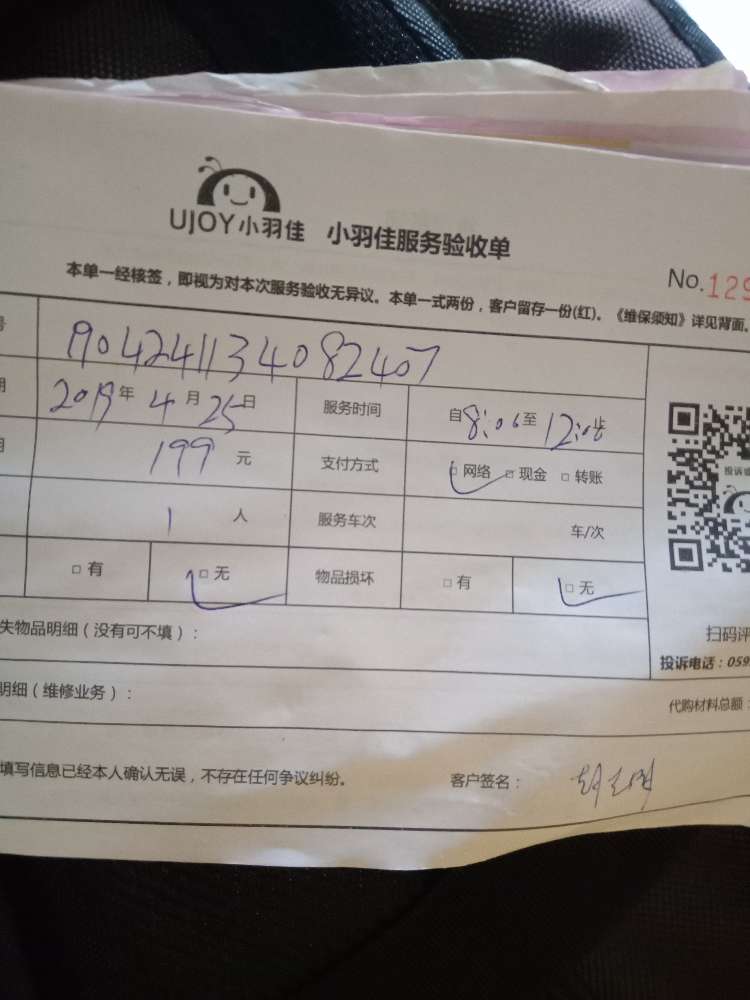 UJOY小羽佳 小羽佳服务验收单
No.129
本单一经核签，即视为对本次服务验收无异议。本单一式两份，客户留存一份(红)。《维保须知》详见背面。
号 1904241134082407
期 2019年 4月 25日 服务时间 自8:06至12:08
199 元 支付方式 □网络 □现金 □转账
1 人 服务车次 车/次
□有 □无 物品损坏 □有 □无
投诉
扫码评
投诉电话：059
失物品明细（没有可不填）：
明细（维修业务）： 代购材料总额：
填写信息已经本人确认无误，不存在任何争议纠纷。 客户签名：